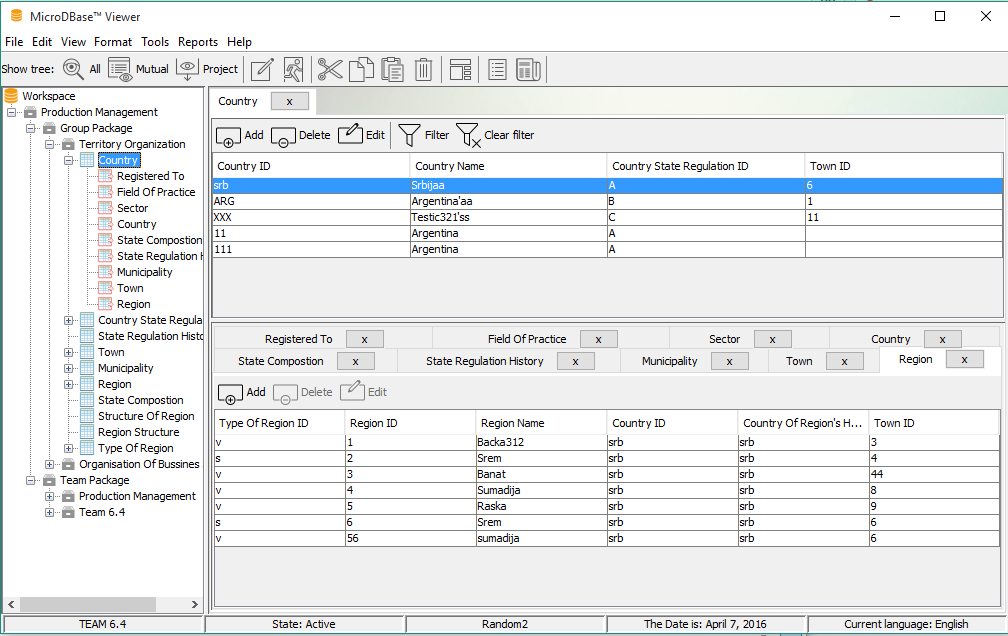 MicroDBase™ Viewer
File Edit View Format Tools Reports Help
Show tree: All Mutual Project
Workspace
Production Management
Group Package
Territory Organization
Country
Registered To
Field Of Practice
Sector
Country
State Compostion
State Regulation H
Municipality
Town
Region
Country State Regula
State Regulation Histo
Town
Municipality
Region
State Compostion
Structure Of Region
Region Structure
Type Of Region
Organisation Of Bussines
Team Package
Production Management
Team 6.4
Country x
Add Delete Edit Filter Clear filter
Country ID Country Name Country State Regulation ID Town ID
srb Srbijaa A 6
ARG Argentina'aa B 1
XXX Testic321'ss C 11
11 Argentina A
111 Argentina A
Registered To x Field Of Practice x Sector x Country x
State Compostion x State Regulation History x Municipality x Town x Region x
Add Delete Edit
Type Of Region ID Region ID Region Name Country ID Country Of Region's H... Town ID
v 1 Backa312 srb srb 3
s 2 Srem srb srb 4
v 3 Banat srb srb 44
v 4 Sumadija srb srb 8
v 5 Raska srb srb 9
s 6 Srem srb srb 6
v 56 sumadija srb srb 6
TEAM 6.4 State: Active Random2 The Date is: April 7, 2016 Current language: English